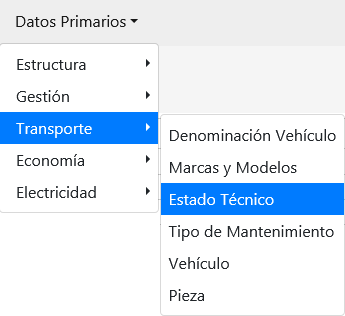 Datos Primarios
Estructura
Gestión
Transporte
Economía
Electricidad
Denominación Vehículo
Marcas y Modelos
Estado Técnico
Tipo de Mantenimiento
Vehículo
Pieza